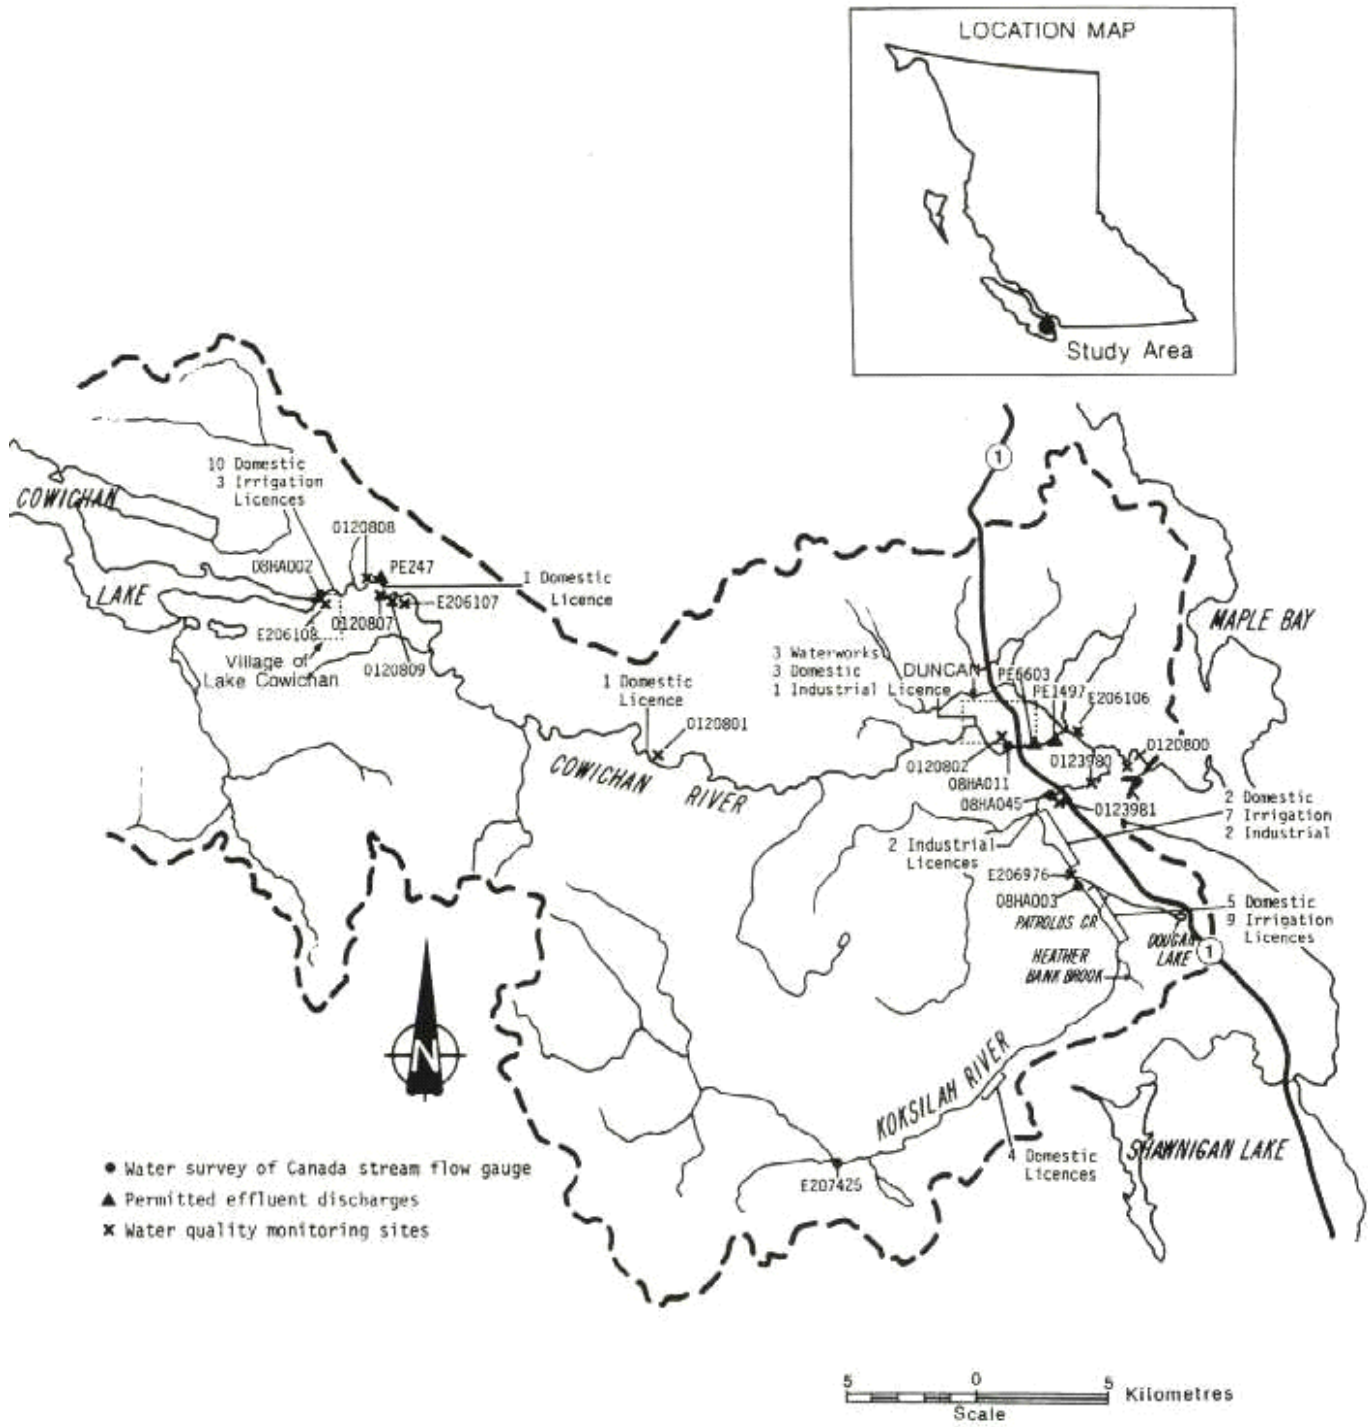 LOCATION MAP
Study Area
1
10 Domestic
3 Irrigation
Licences
COWICHAN
LAKE
0120808
08HA002
PE247
1 Domestic
Licence
E206107
E206108
0120807
Village of
Lake Cowichan
0120809
MAPLE BAY
3 Waterworks
3 Domestic
1 Industrial Licence
DUNCAN
PE6603
PE1497
E206106
1 Domestic
Licence
0120801
COWICHAN RIVER
0120802
08HA011
0123980
0120800
08HA045
0123981
2 Domestic
7 Irrigation
2 Industrial
2 Industrial
Licences
E206976
08HA003
PATROLUS CR.
5 Domestic
9 Irrigation
Licences
DOUGAN
LAKE
1
HEATHER
BANK BROOK
N
KOKSILAH RIVER
SHAWNIGAN LAKE
4 Domestic
Licences
E207425
Water survey of Canada stream flow gauge
Permitted effluent discharges
Water quality monitoring sites
5 0 5
Kilometres
Scale